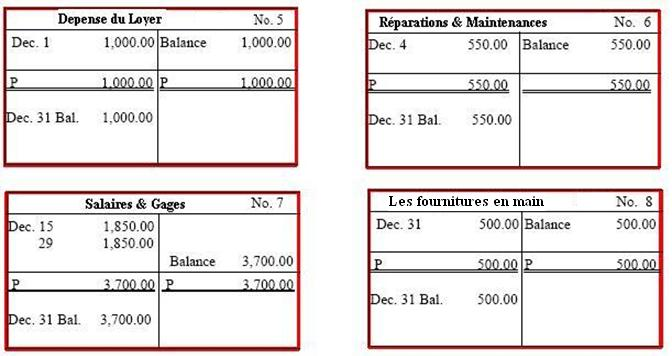 Depense du Loyer No. 5
Dec. 1 1,000.00 Balance 1,000.00
P 1,000.00 P 1,000.00
Dec. 31 Bal. 1,000.00
Réparations & Maintenances No. 6
Dec. 4 550.00 Balance 550.00
P 550.00 550.00
Dec. 31 Bal. 550.00
Salaires & Gages No. 7
Dec. 15 1,850.00
29 1,850.00
Balance 3,700.00
P 3,700.00 P 3,700.00
Dec. 31 Bal. 3,700.00
Les fournitures en main No. 8
Dec. 31 500.00 Balance 500.00
P 500.00 P 500.00
Dec. 31 Bal. 500.00